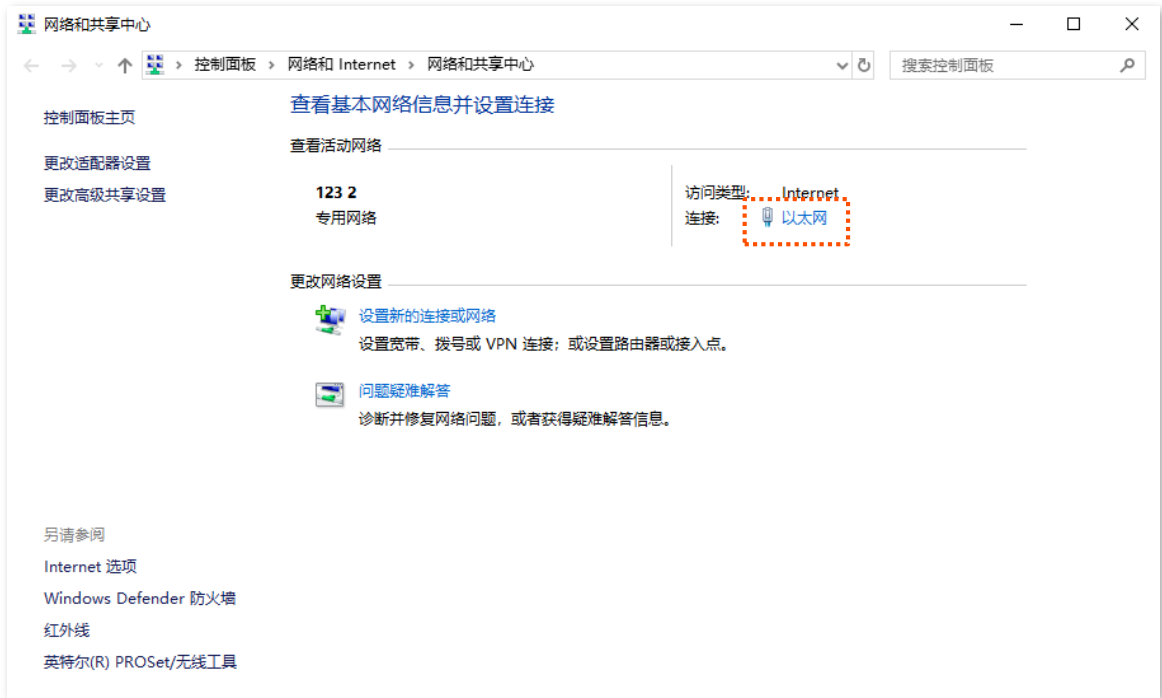 网络和共享中心
控制面板 > 网络和 Internet > 网络和共享中心
搜索控制面板
控制面板主页
更改适配器设置
更改高级共享设置
查看基本网络信息并设置连接
查看活动网络
123 2
专用网络
访问类型: Internet
连接: 以太网
更改网络设置
设置新的连接或网络
设置宽带、拨号或 VPN 连接；或设置路由器或接入点。
问题疑难解答
诊断并修复网络问题，或者获得疑难解答信息。
另请参阅
Internet 选项
Windows Defender 防火墙
红外线
英特尔(R) PROSet/无线工具